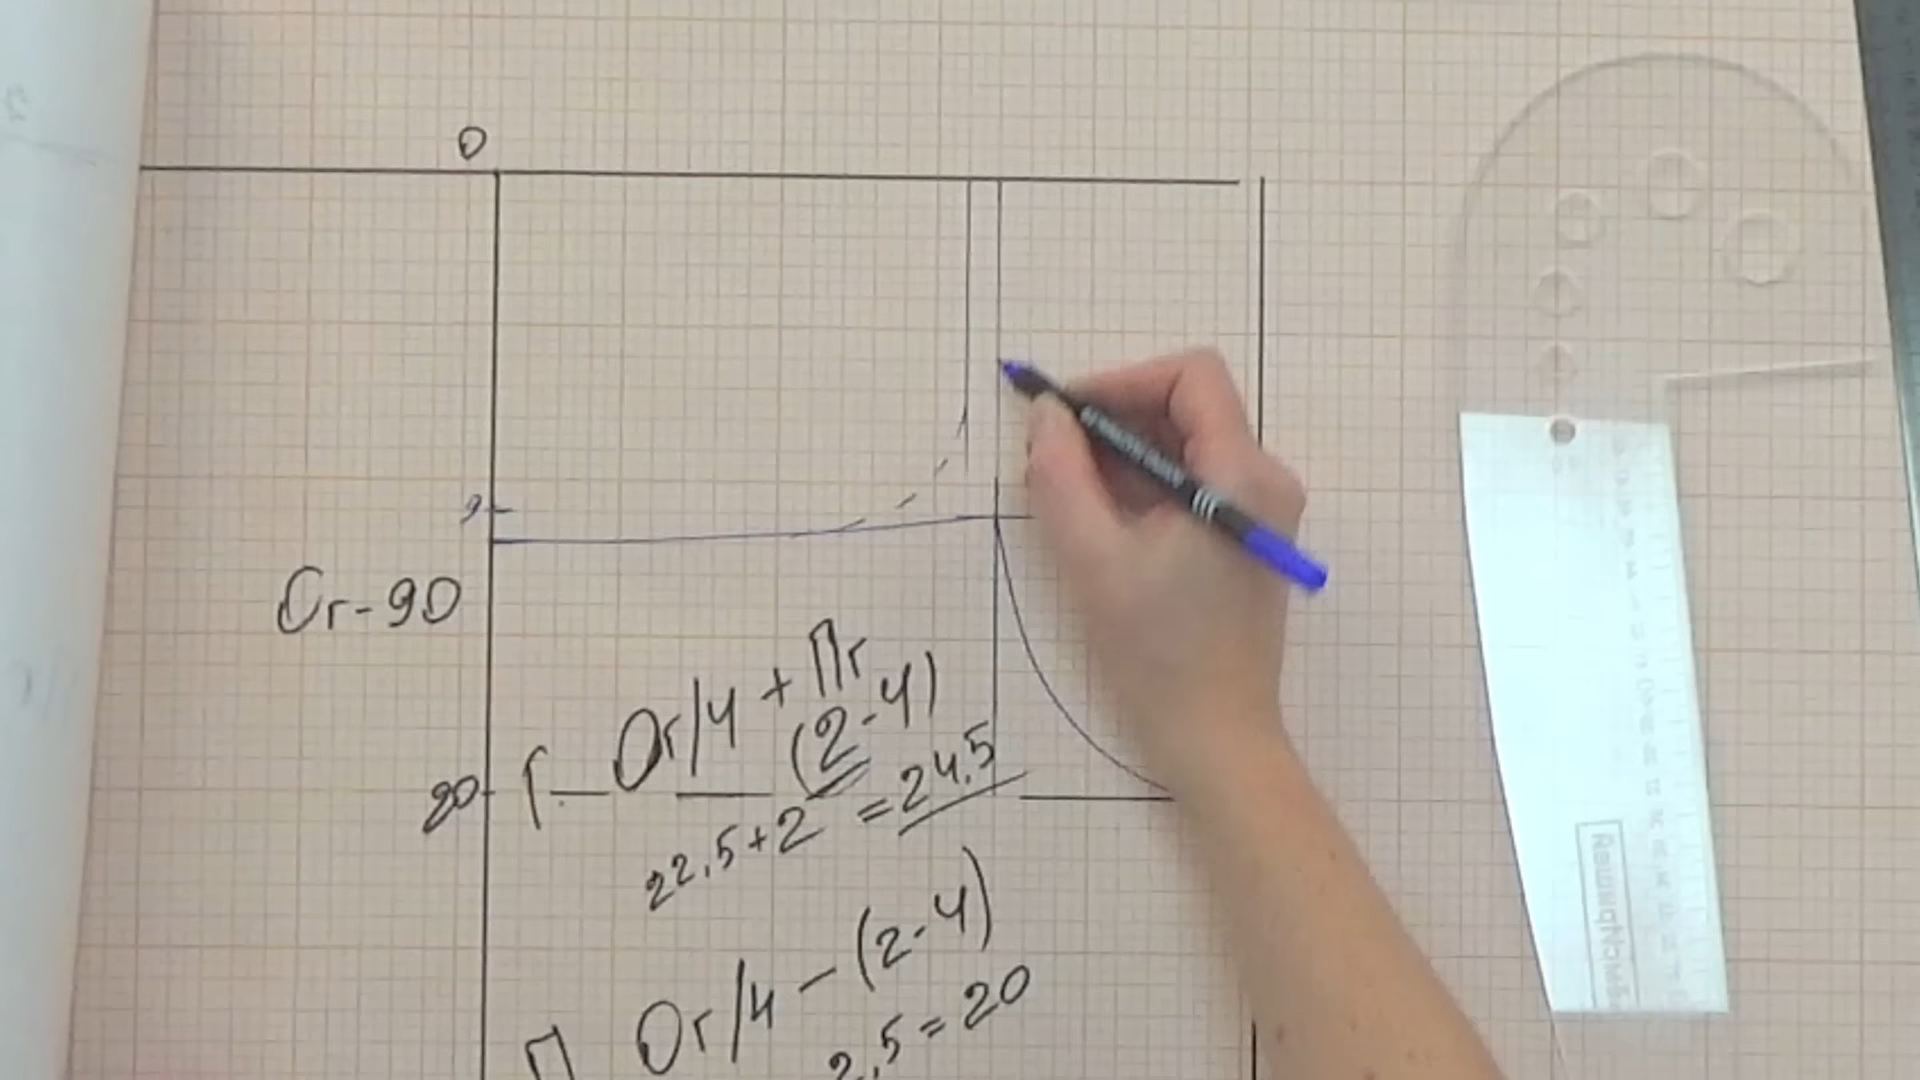 0
9
Ог-90
Ог/4 + Пг
20 Г— (2-4)
22,5+2 = 24,5
П Ог/4 – (2-4)
2,5 = 20